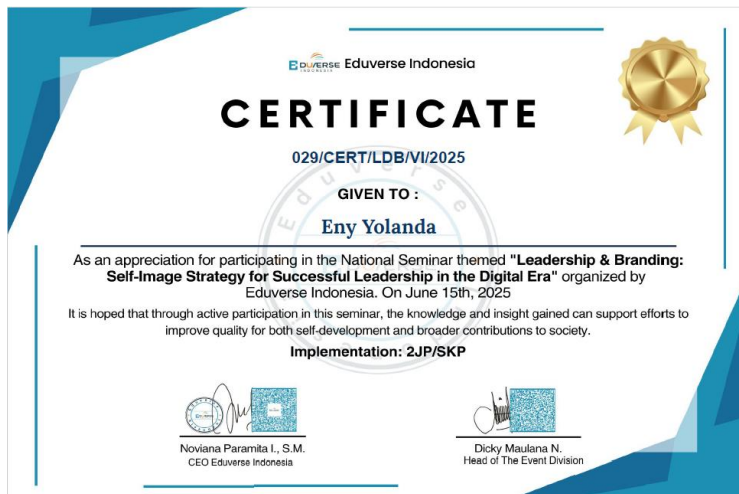 EDUVERSE Eduverse Indonesia
INDONESIA
CERTIFICATE
029/CERT/LDB/VI/2025
GIVEN TO :
Eny Yolanda
As an appreciation for participating in the National Seminar themed "Leadership & Branding:
Self-Image Strategy for Successful Leadership in the Digital Era" organized by
Eduverse Indonesia. On June 15th, 2025
It is hoped that through active participation in this seminar, the knowledge and insight gained can support efforts to
improve quality for both self-development and broader contributions to society.
Implementation: 2JP/SKP
Noviana Paramita I., S.M.
CEO Eduverse Indonesia
Dicky Maulana N.
Head of The Event Division